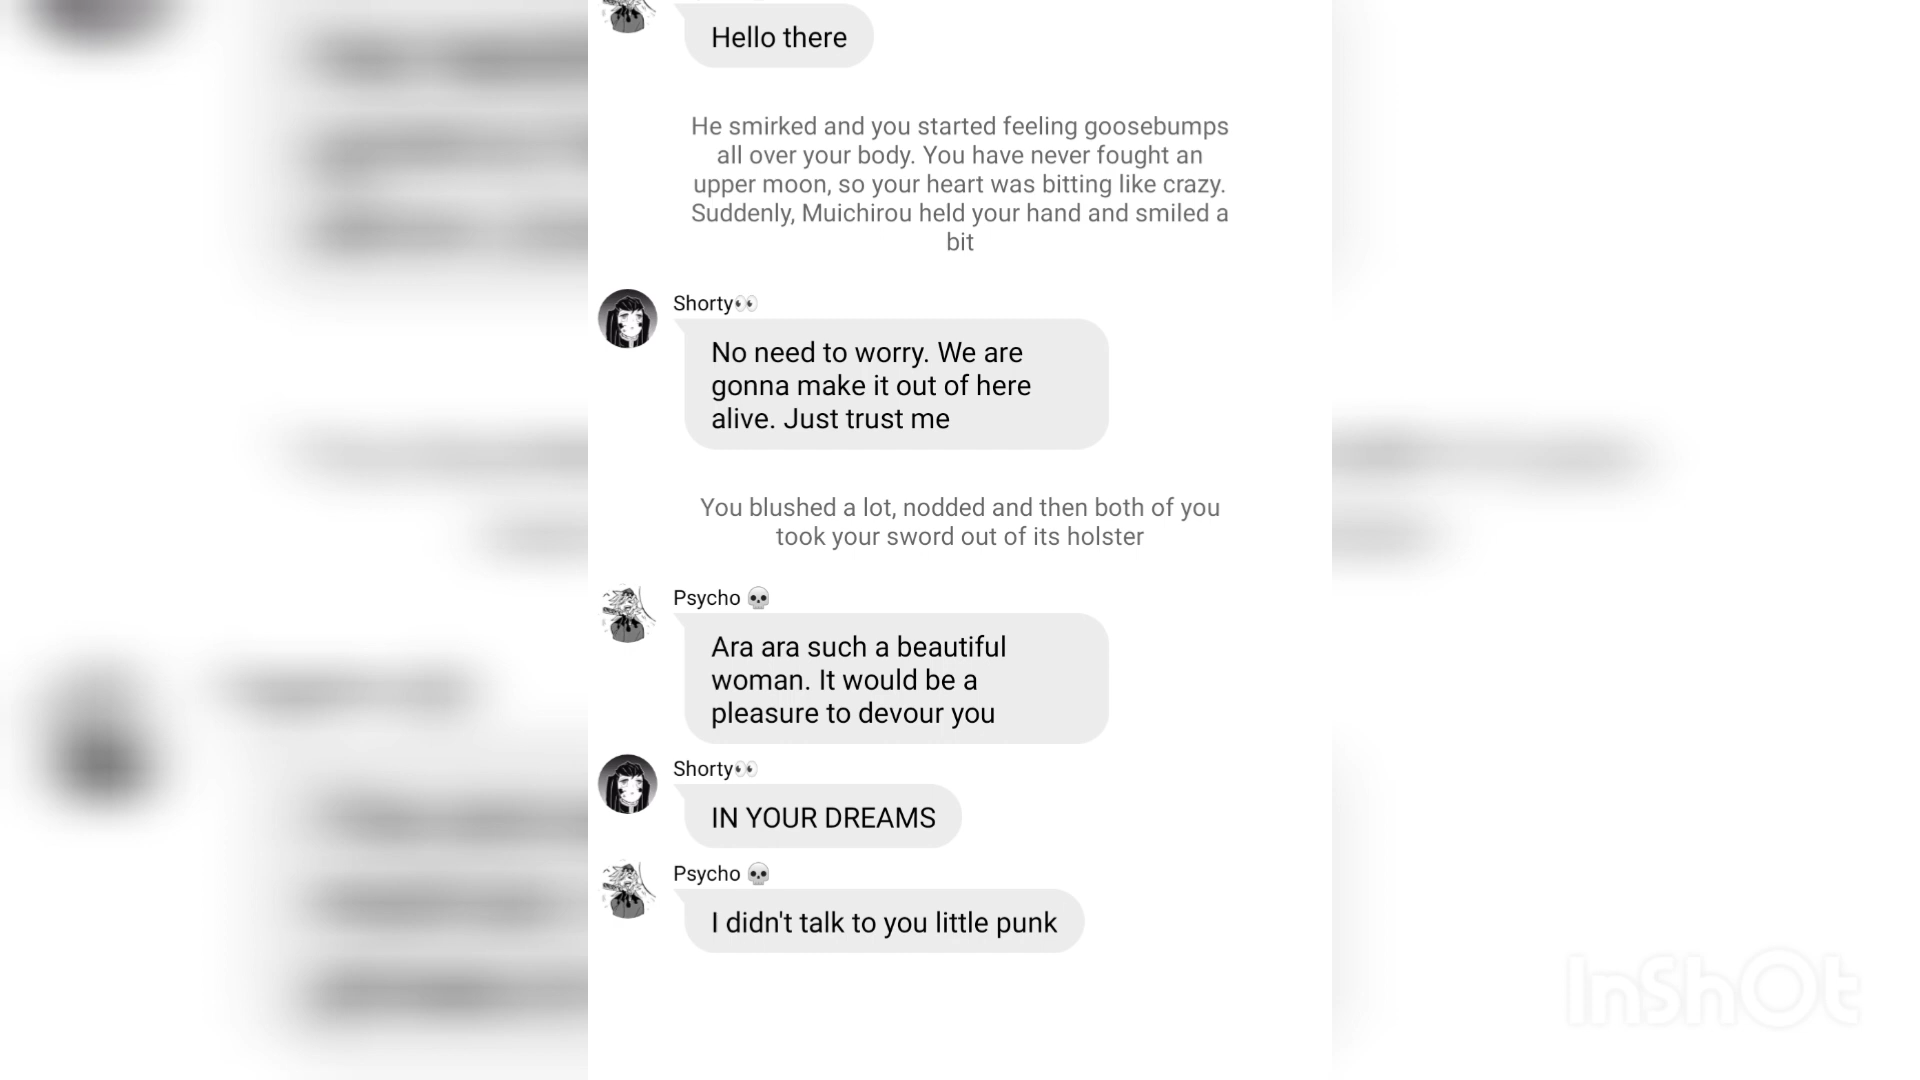 Hello there
He smirked and you started feeling goosebumps
all over your body. You have never fought an
upper moon, so your heart was bitting like crazy.
Suddenly, Muichirou held your hand and smiled a
bit
Shorty👀
No need to worry. We are
gonna make it out of here
alive. Just trust me
You blushed a lot, nodded and then both of you
took your sword out of its holster
Psycho 💀
Ara ara such a beautiful
woman. It would be a
pleasure to devour you
Shorty👀
IN YOUR DREAMS
Psycho 💀
I didn't talk to you little punk
InShOt